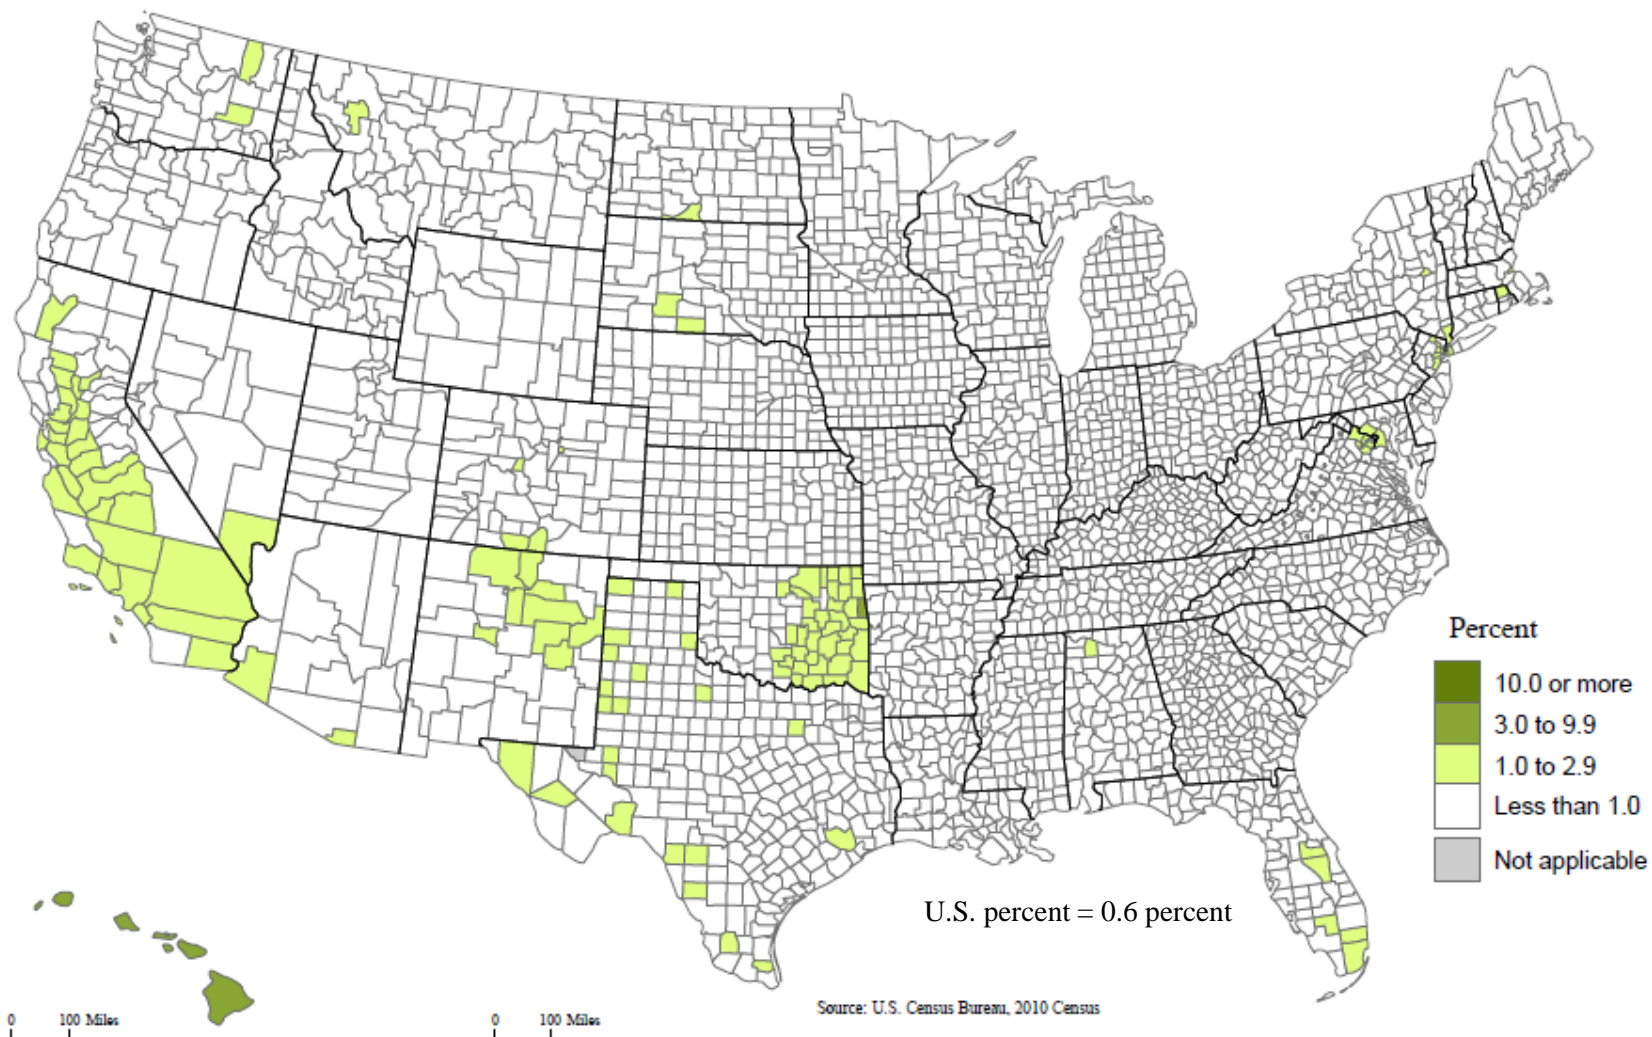 Percent
10.0 or more
3.0 to 9.9
1.0 to 2.9
Less than 1.0
Not applicable
U.S. percent = 0.6 percent
Source: U.S. Census Bureau, 2010 Census
0 100 Miles
0 100 Miles